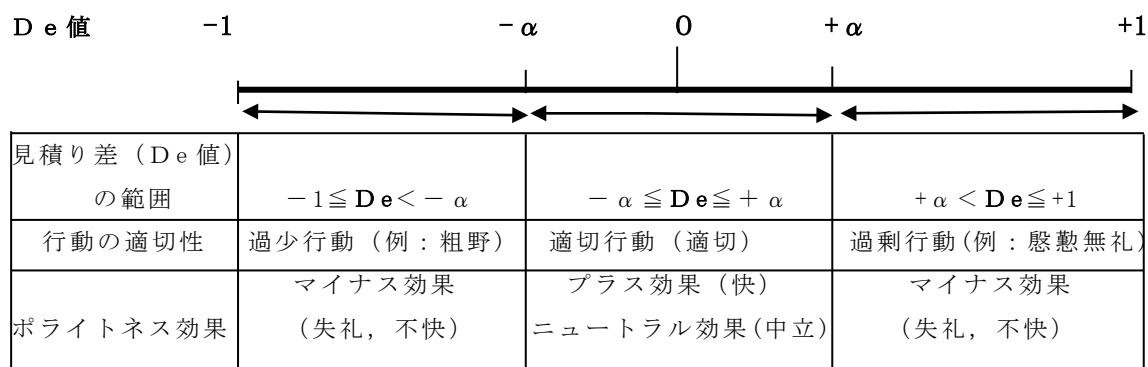 De値 -1 -α 0 +α +1
見積り差（De値）
の範囲 －1≦De<－α －α≦De≦+α +α<De≦+1
行動の適切性 過少行動（例：粗野） 適切行動（適切） 過剰行動(例：慇懃無礼)
マイナス効果 プラス効果（快） マイナス効果
ポライトネス効果 （失礼，不快） ニュートラル効果(中立) （失礼，不快）